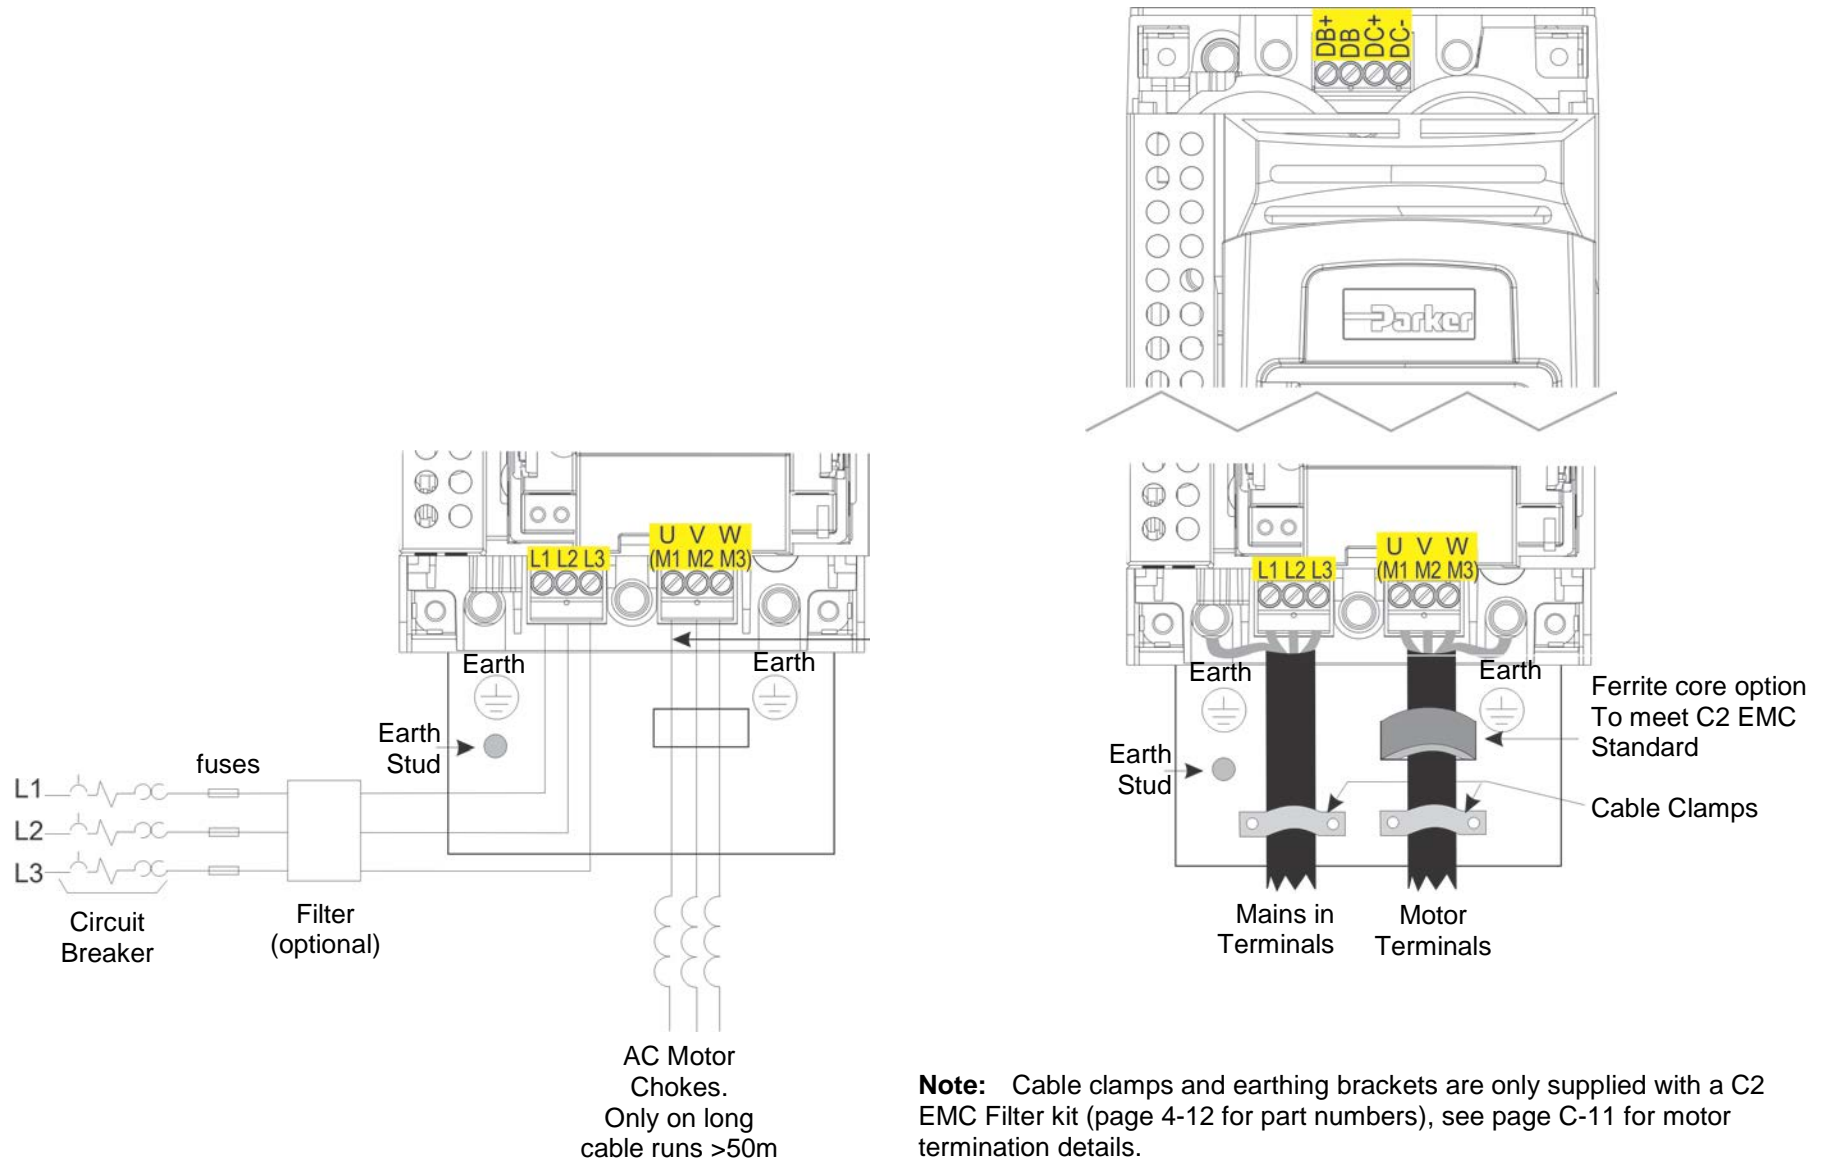 DB+
DB
DC+
DC-
Parker
U V W
L1 L2 L3 (M1 M2 M3)
Earth
Earth
Earth
Stud
fuses
L1
L2
L3
Circuit
Breaker
Filter
(optional)
AC Motor
Chokes.
Only on long
cable runs >50m
U V W
L1 L2 L3 (M1 M2 M3)
Earth
Earth
Earth
Stud
Ferrite core option
To meet C2 EMC
Standard
Cable Clamps
Mains in
Terminals
Motor
Terminals
Note: Cable clamps and earthing brackets are only supplied with a C2
EMC Filter kit (page 4-12 for part numbers), see page C-11 for motor
termination details.